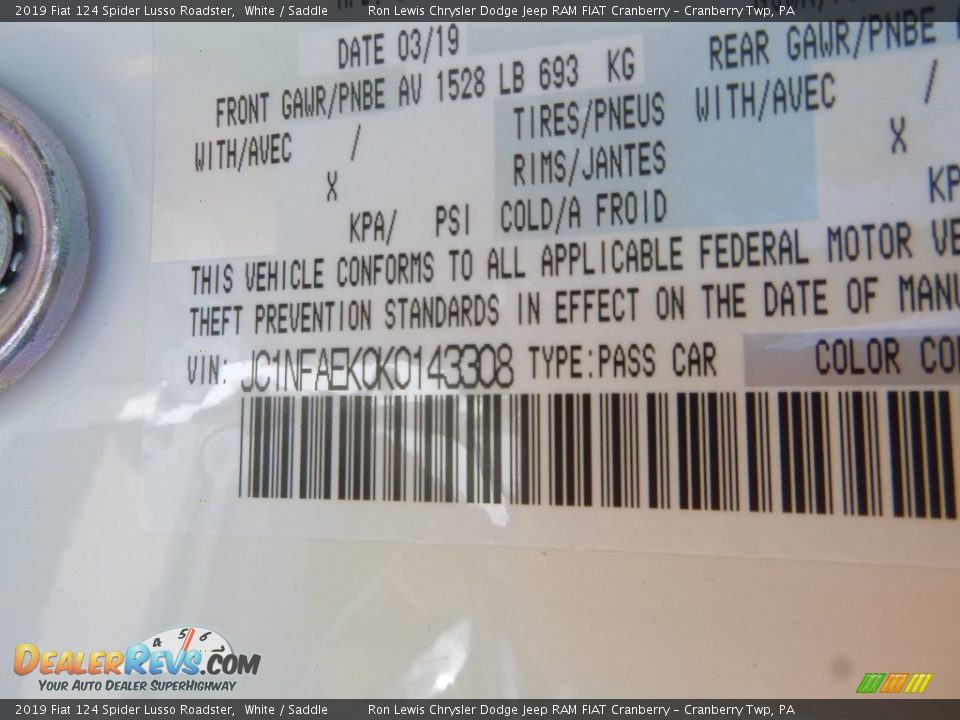 2019 Fiat 124 Spider Lusso Roadster, White / Saddle Ron Lewis Chrysler Dodge Jeep RAM FIAT Cranberry – Cranberry Twp, PA
DATE 03/19
FRONT GAWR/PNBE AV 1528 LB 693 KG REAR GAWR/PNBE
WITH/AVEC / TIRES/PNEUS WITH/AVEC /
X RIMS/JANTES X
KPA/ PSI COLD/A FROID KP
THIS VEHICLE CONFORMS TO ALL APPLICABLE FEDERAL MOTOR VE
THEFT PREVENTION STANDARDS IN EFFECT ON THE DATE OF MANU
VIN: JC1NFAEK0K0143308 TYPE:PASS CAR COLOR CO
4 5 6
DEALERREVS.COM
YOUR AUTO DEALER SUPERHIGHWAY
2019 Fiat 124 Spider Lusso Roadster, White / Saddle Ron Lewis Chrysler Dodge Jeep RAM FIAT Cranberry – Cranberry Twp, PA